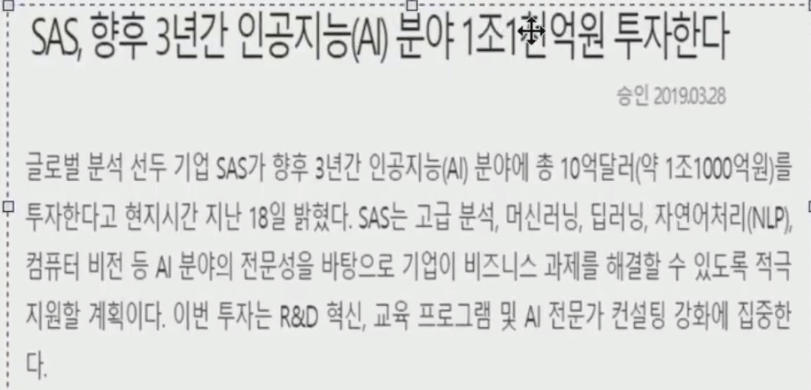 SAS, 향후 3년간 인공지능(AI) 분야 1조1천억원 투자한다
승인 2019.03.28
글로벌 분석 선두 기업 SAS가 향후 3년간 인공지능(AI) 분야에 총 10억달러(약 1조1000억원)를
투자한다고 현지시간 지난 18일 밝혔다. SAS는 고급 분석, 머신러닝, 딥러닝, 자연어처리(NLP),
컴퓨터 비전 등 AI 분야의 전문성을 바탕으로 기업이 비즈니스 과제를 해결할 수 있도록 적극
지원할 계획이다. 이번 투자는 R&D 혁신, 교육 프로그램 및 AI 전문가 컨설팅 강화에 집중한
다.